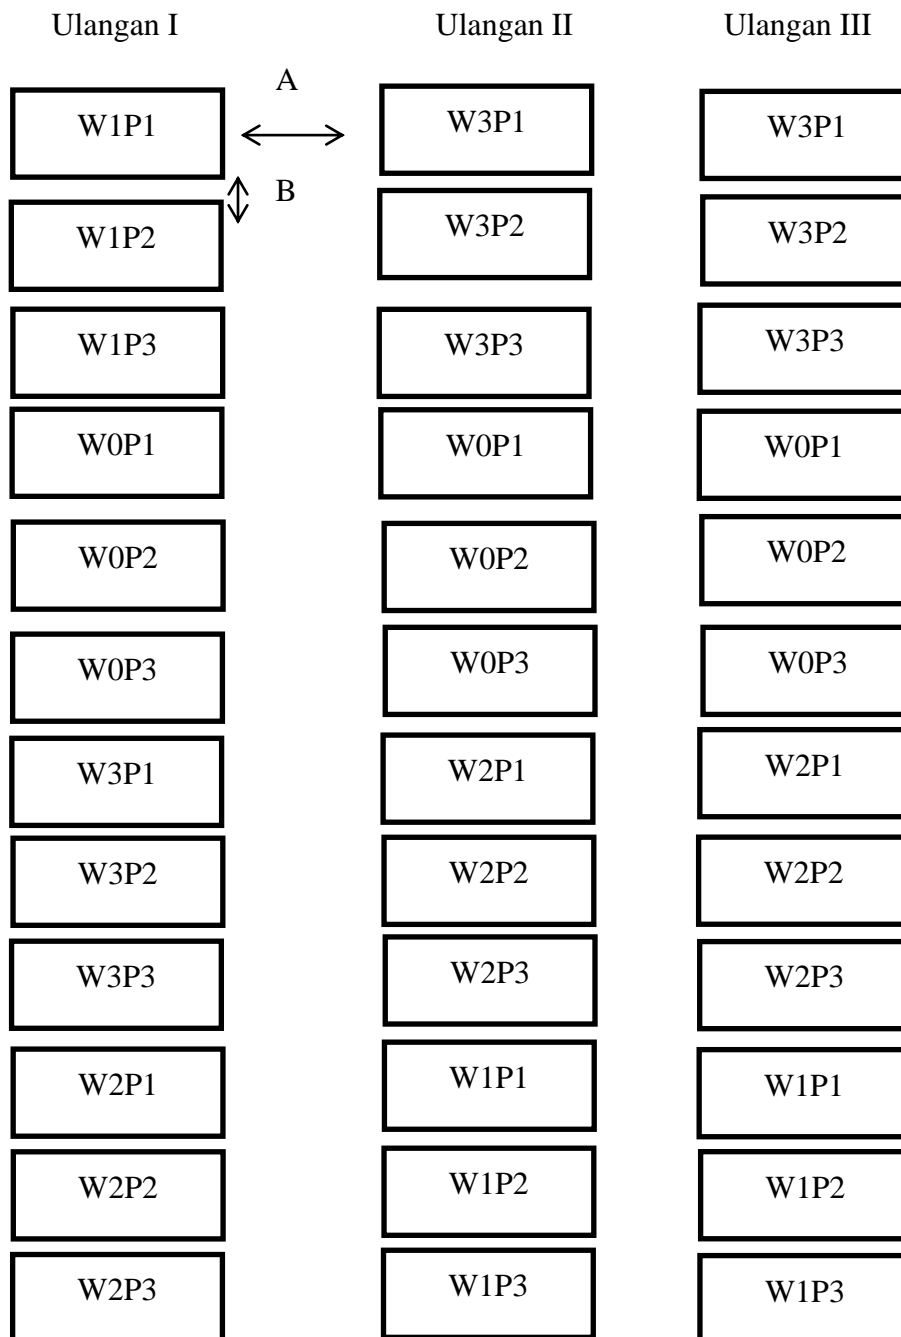 Ulangan I Ulangan II Ulangan III
A
W1P1 W3P1 W3P1
B
W1P2 W3P2 W3P2
W1P3 W3P3 W3P3
W0P1 W0P1 W0P1
W0P2 W0P2 W0P2
W0P3 W0P3 W0P3
W3P1 W2P1 W2P1
W3P2 W2P2 W2P2
W3P3 W2P3 W2P3
W2P1 W1P1 W1P1
W2P2 W1P2 W1P2
W2P3 W1P3 W1P3